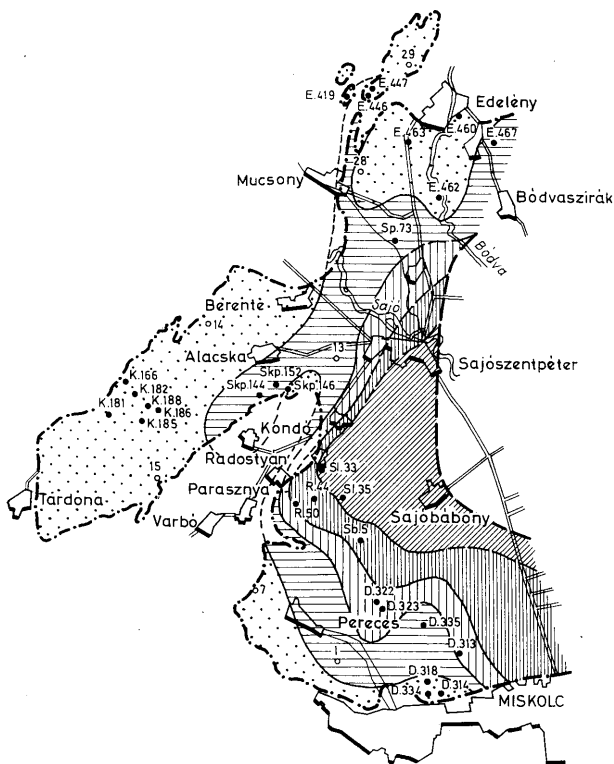 29
E.447
E.419
E.446
Edelény
E.463
E.460
E.467
28
Mucsony
E.462
Bódvaszirák
Sp.73
Bódva
Berente
Sajó
14
Alacska
13
Sajószentpéter
K.166
Skp.152
K.182
Skp.144
Skp.146
K.188
K.181
K.186
K.185
Kondó
Radostyán
Sl.33
15
Parasznya
R.44
Sl.35
Tardona
R.50
Sajóbábony
Varbó
Sb.5
7
D.322
D.323
Pereces
D.335
D.313
1
D.318
D.334
D.314
MISKOLC